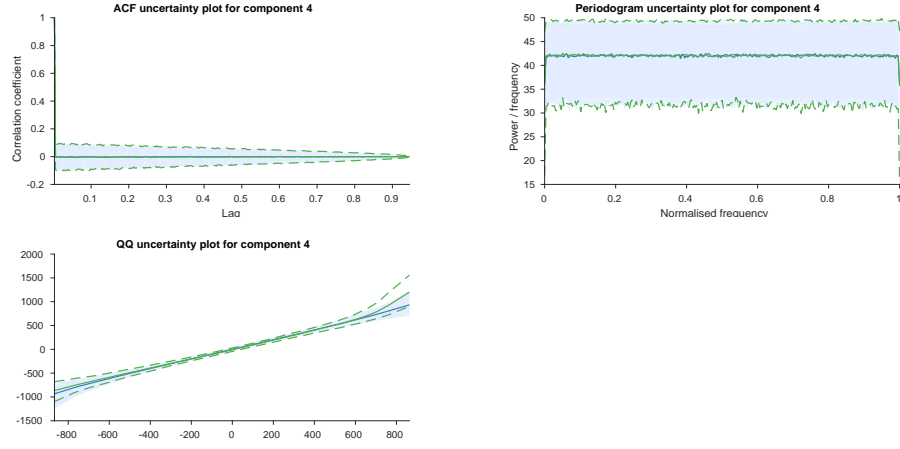 ACF uncertainty plot for component 4
1
0.8
0.6
0.4
0.2
0
-0.2
Correlation coefficient
0.1 0.2 0.3 0.4 0.5 0.6 0.7 0.8 0.9
Lag
Periodogram uncertainty plot for component 4
50
45
40
35
30
25
20
15
Power / frequency
0 0.2 0.4 0.6 0.8 1
Normalised frequency
QQ uncertainty plot for component 4
2000
1500
1000
500
0
-500
-1000
-1500
-800 -600 -400 -200 0 200 400 600 800